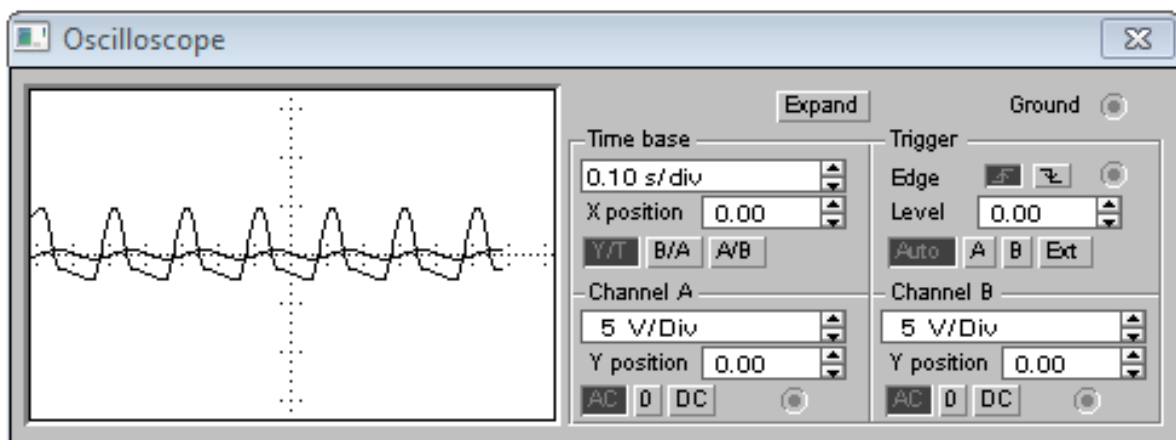 Oscilloscope
Expand Ground
Time base Trigger
0.10 s/div Edge
X position 0.00 Level 0.00
Y/T B/A A/B Auto A B Ext
Channel A Channel B
5 V/Div 5 V/Div
Y position 0.00 Y position 0.00
AC 0 DC AC 0 DC